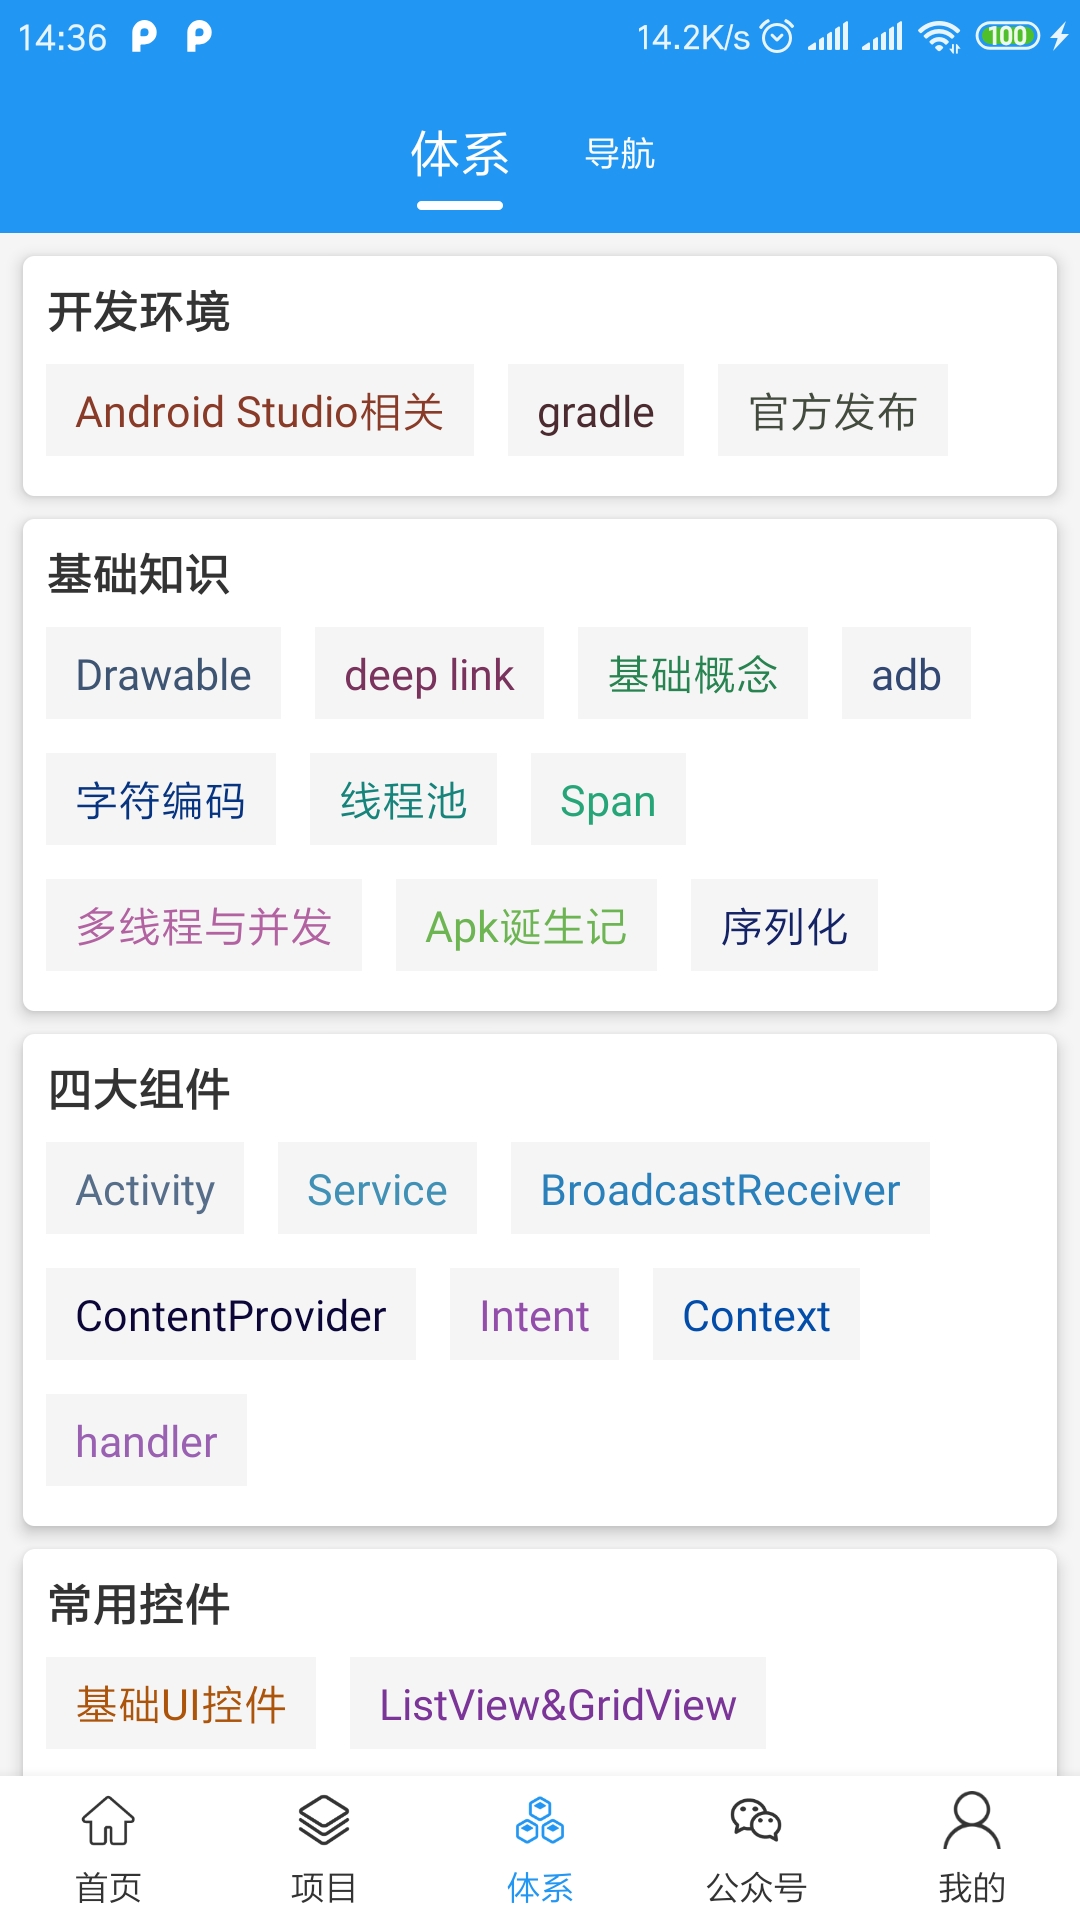 14:36 14.2K/s 100
体系 导航
开发环境
Android Studio相关 gradle 官方发布
基础知识
Drawable deep link 基础概念 adb
字符编码 线程池 Span
多线程与并发 Apk诞生记 序列化
四大组件
Activity Service BroadcastReceiver
ContentProvider Intent Context
handler
常用控件
基础UI控件 ListView&GridView
首页 项目 体系 公众号 我的